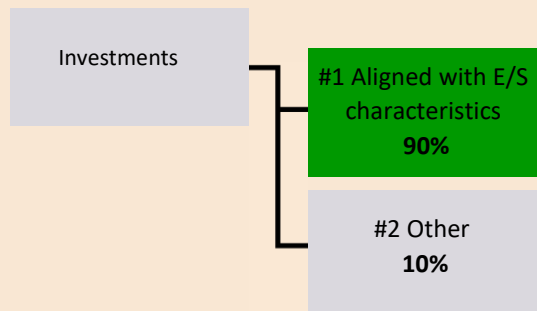 Investments
#1 Aligned with E/S
characteristics
90%
#2 Other
10%